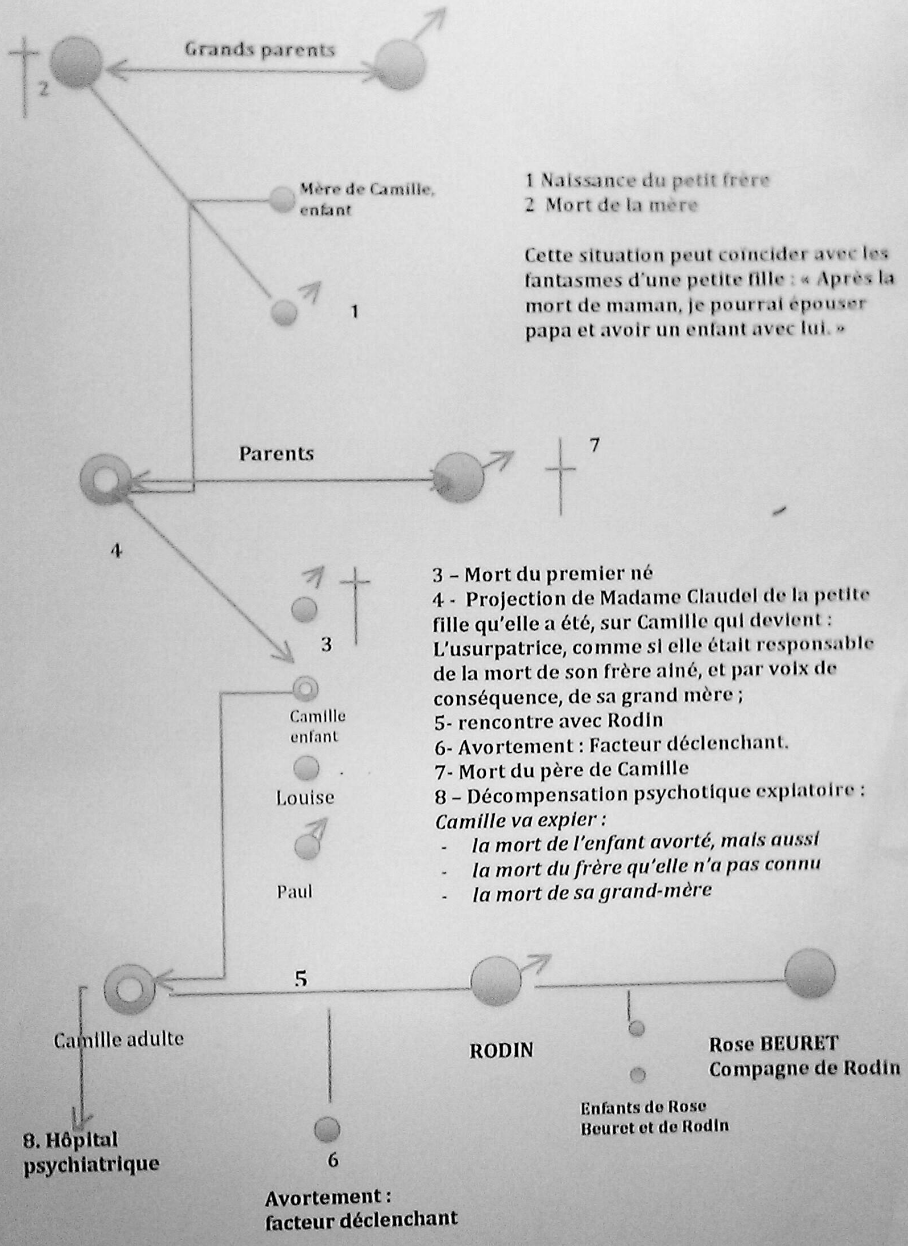 Grands parents
2
Mère de Camille,
enfant
1 Naissance du petit frère
2 Mort de la mère
Cette situation peut coïncider avec les
fantasmes d'une petite fille : « Après la
mort de maman, je pourrai épouser
papa et avoir un enfant avec lui. »
1
Parents
7
4
3
3 – Mort du premier né
4 - Projection de Madame Claudel de la petite
fille qu'elle a été, sur Camille qui devient :
L'usurpatrice, comme si elle était responsable
de la mort de son frère ainé, et par voix de
conséquence, de sa grand mère ;
5- rencontre avec Rodin
6- Avortement : Facteur déclenchant.
7- Mort du père de Camille
8 – Décompensation psychotique expiatoire :
Camille va expier :
- la mort de l'enfant avorté, mais aussi
- la mort du frère qu'elle n'a pas connu
- la mort de sa grand-mère
Camille
enfant
Louise
Paul
5
Camille adulte
RODIN
Rose BEURET
Compagne de Rodin
Enfants de Rose
Beuret et de Rodin
8. Hôpital
psychiatrique
6
Avortement :
facteur déclenchant